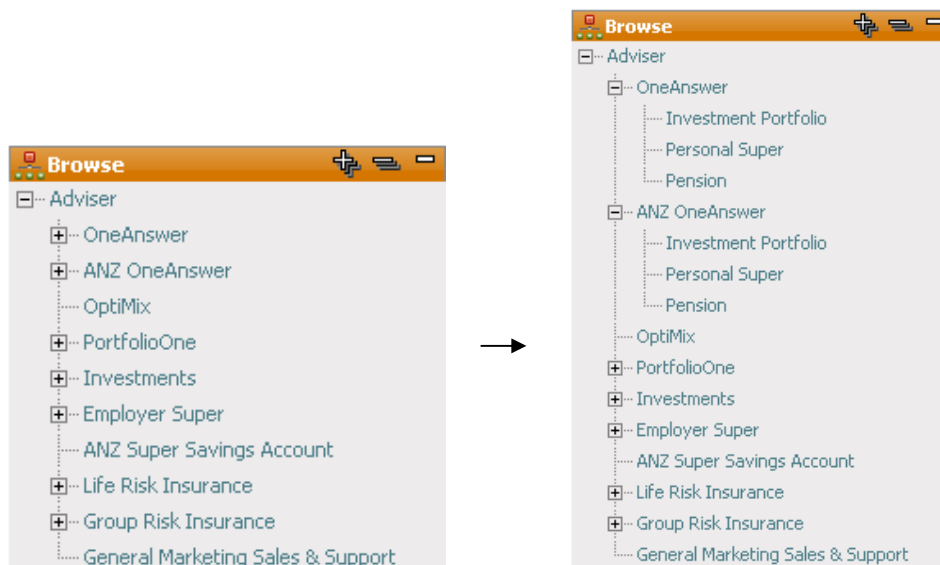 Browse
Adviser
OneAnswer
ANZ OneAnswer
OptiMix
PortfolioOne
Investments
Employer Super
ANZ Super Savings Account
Life Risk Insurance
Group Risk Insurance
General Marketing Sales & Support
Browse
Adviser
OneAnswer
Investment Portfolio
Personal Super
Pension
ANZ OneAnswer
Investment Portfolio
Personal Super
Pension
OptiMix
PortfolioOne
Investments
Employer Super
ANZ Super Savings Account
Life Risk Insurance
Group Risk Insurance
General Marketing Sales & Support